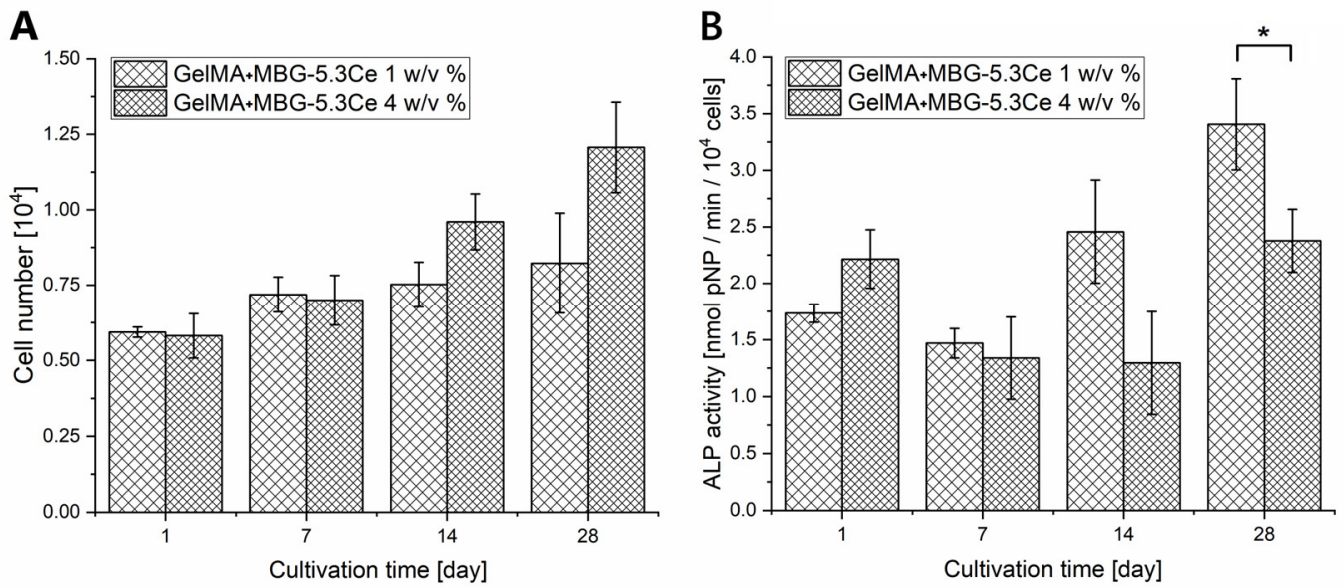 A
GelMA+MBG-5.3Ce 1 w/v %
GelMA+MBG-5.3Ce 4 w/v %
Cell number [10⁴]
1.50
1.25
1.00
0.75
0.50
0.25
0.00
1 7 14 28
Cultivation time [day]
B
*
GelMA+MBG-5.3Ce 1 w/v %
GelMA+MBG-5.3Ce 4 w/v %
ALP activity [nmol pNP / min / 10⁴ cells]
4.0
3.5
3.0
2.5
2.0
1.5
1.0
0.5
0.0
1 7 14 28
Cultivation time [day]